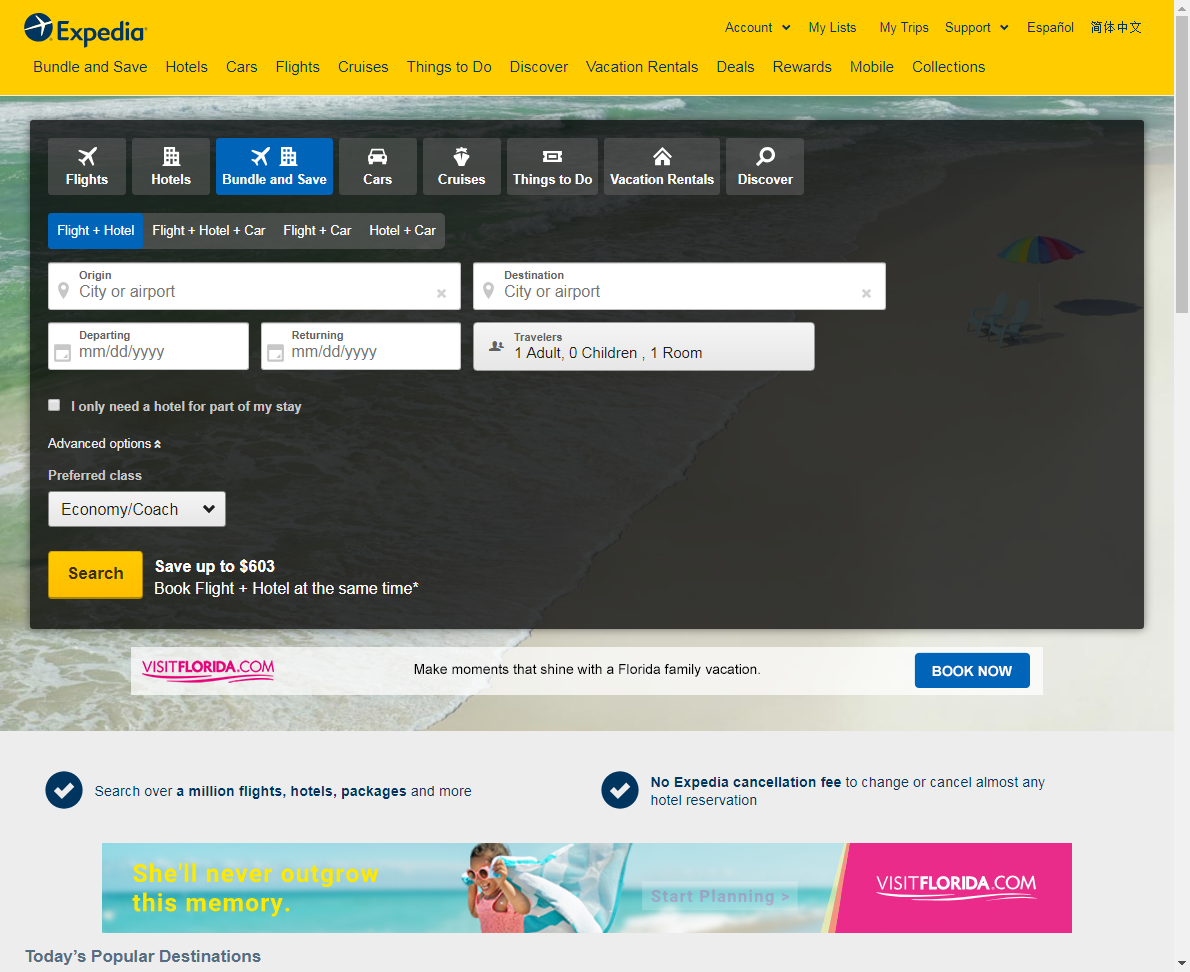 Expedia
Account My Lists My Trips Support Español 简体中文
Bundle and Save Hotels Cars Flights Cruises Things to Do Discover Vacation Rentals Deals Rewards Mobile Collections
Flights Hotels Bundle and Save Cars Cruises Things to Do Vacation Rentals Discover
Flight + Hotel Flight + Hotel + Car Flight + Car Hotel + Car
Origin Destination
City or airport City or airport
Departing Returning Travelers
mm/dd/yyyy mm/dd/yyyy 1 Adult, 0 Children , 1 Room
I only need a hotel for part of my stay
Advanced options
Preferred class
Economy/Coach
Search
Save up to $603
Book Flight + Hotel at the same time*
VISITFLORIDA.COM Make moments that shine with a Florida family vacation. BOOK NOW
Search over a million flights, hotels, packages and more
No Expedia cancellation fee to change or cancel almost any
hotel reservation
She'll never outgrow
this memory.
Start Planning >
VISITFLORIDA.COM
Today’s Popular Destinations